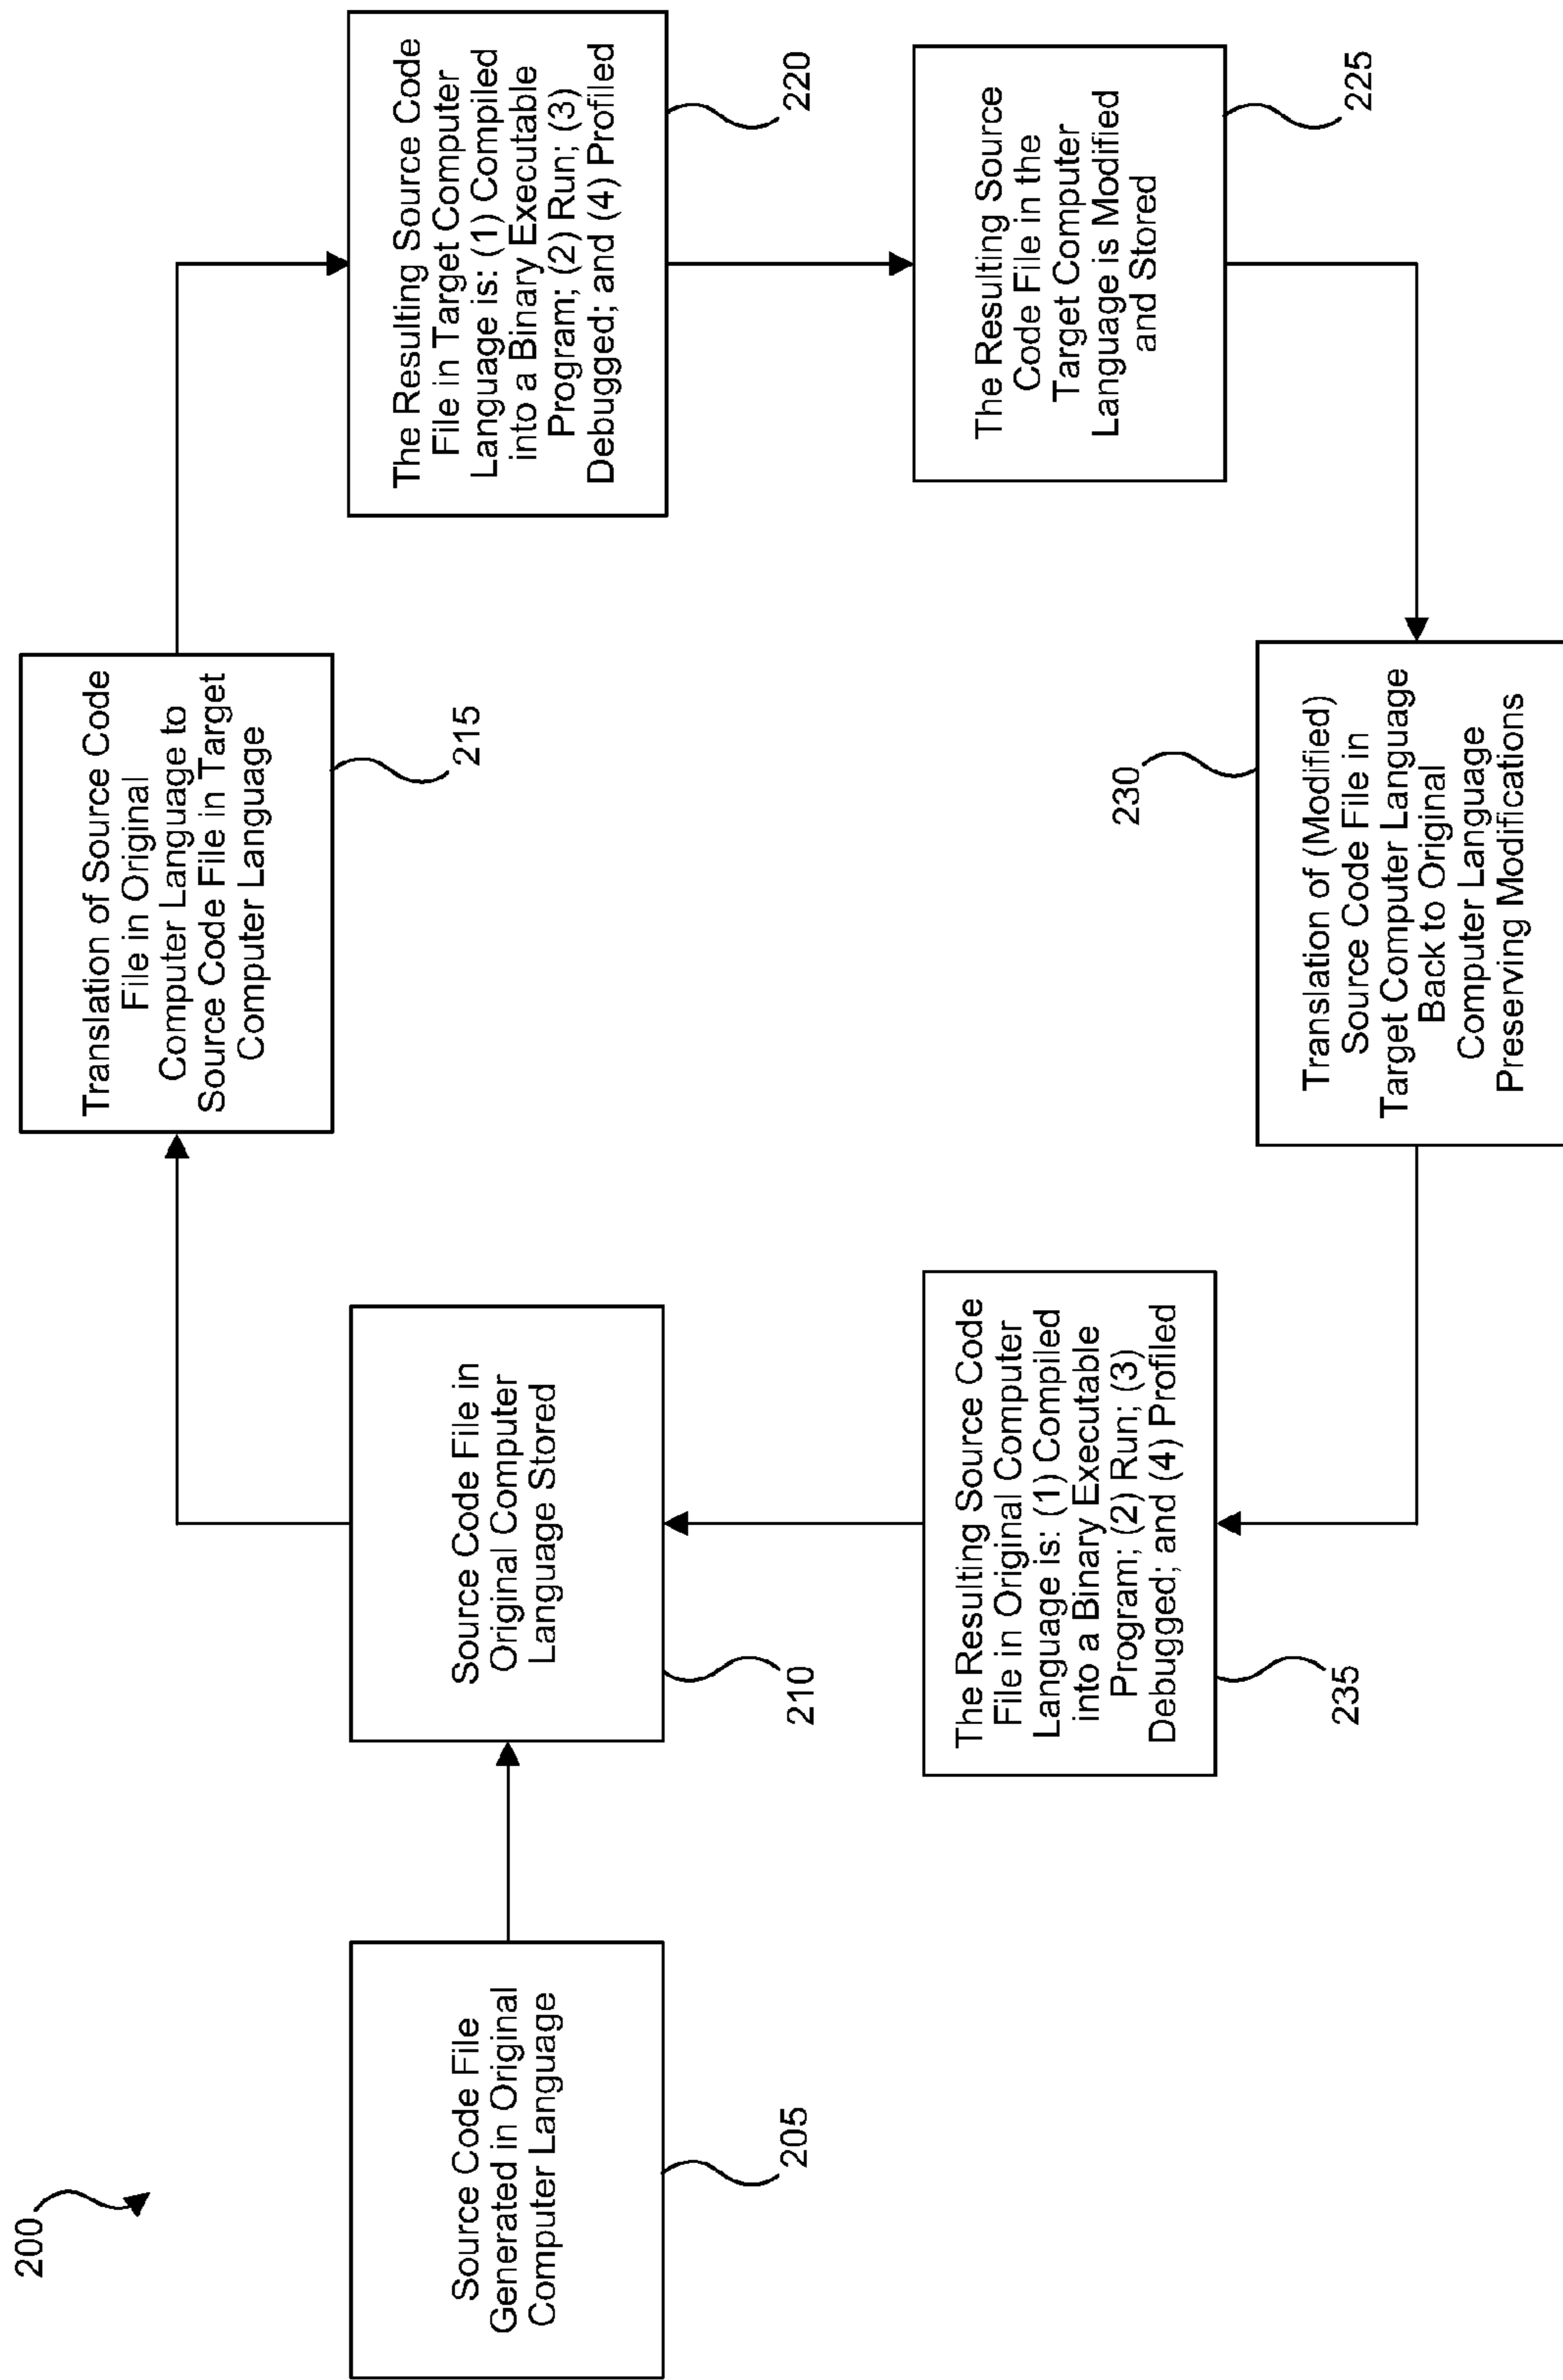 200
Source Code File
Generated in Original
Computer Language
205
Source Code File in
Original Computer
Language Stored
210
Translation of Source Code
File in Original
Computer Language to
Source Code File in Target
Computer Language
215
The Resulting Source Code
File in Target Computer
Language is: (1) Compiled
into a Binary Executable
Program; (2) Run; (3)
Debugged; and (4) Profiled
220
The Resulting Source
Code File in the
Target Computer
Language is Modified
and Stored
225
Translation of (Modified)
Source Code File in
Target Computer Language
Back to Original
Computer Language
Preserving Modifications
230
The Resulting Source Code
File in Original Computer
Language is: (1) Compiled
into a Binary Executable
Program; (2) Run; (3)
Debugged; and (4) Profiled
235